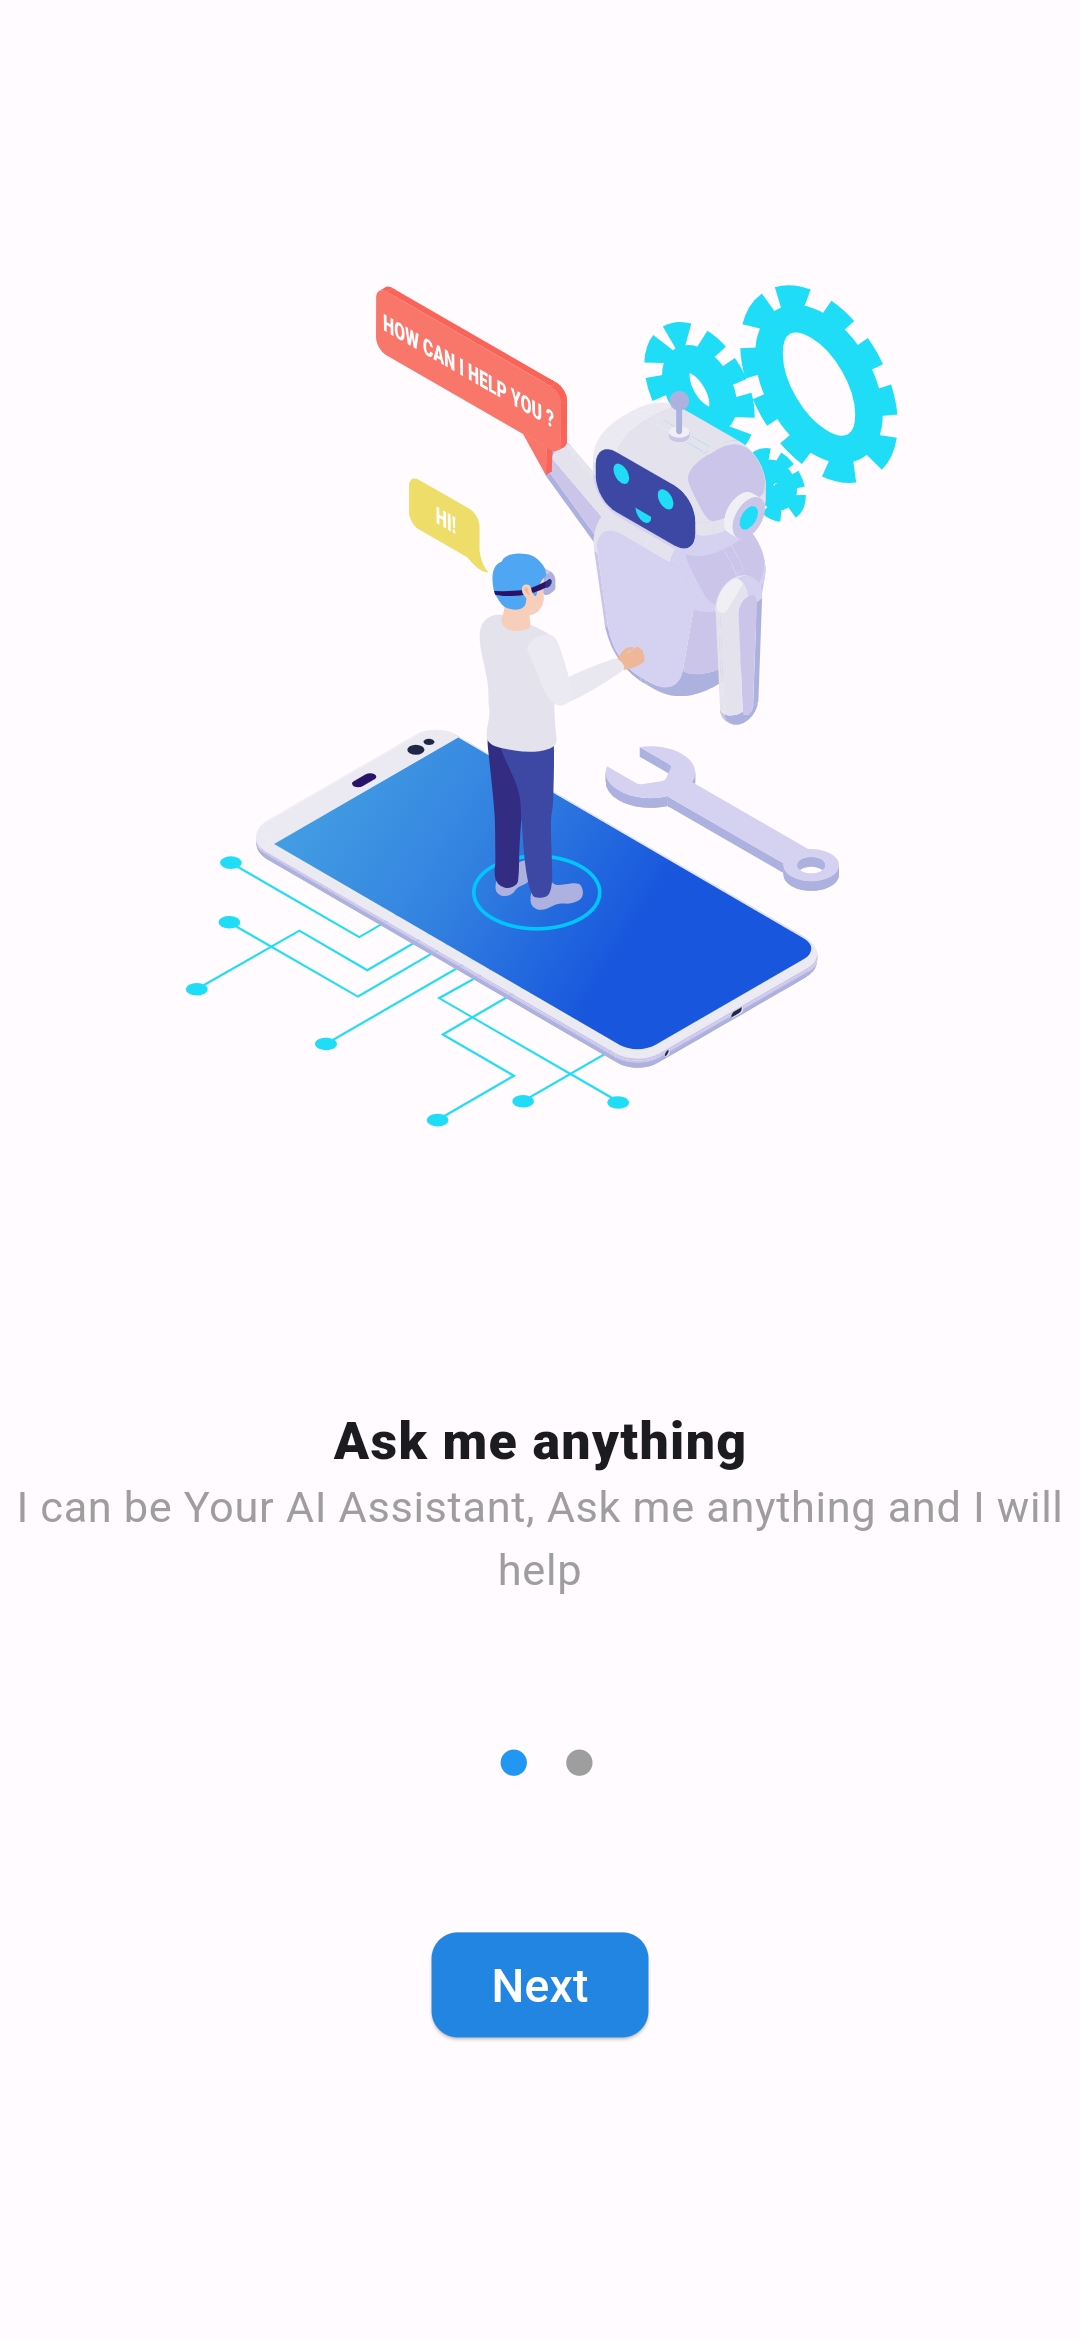 HOW CAN I HELP YOU ?
HI!
Ask me anything
I can be Your AI Assistant, Ask me anything and I will
help
Next